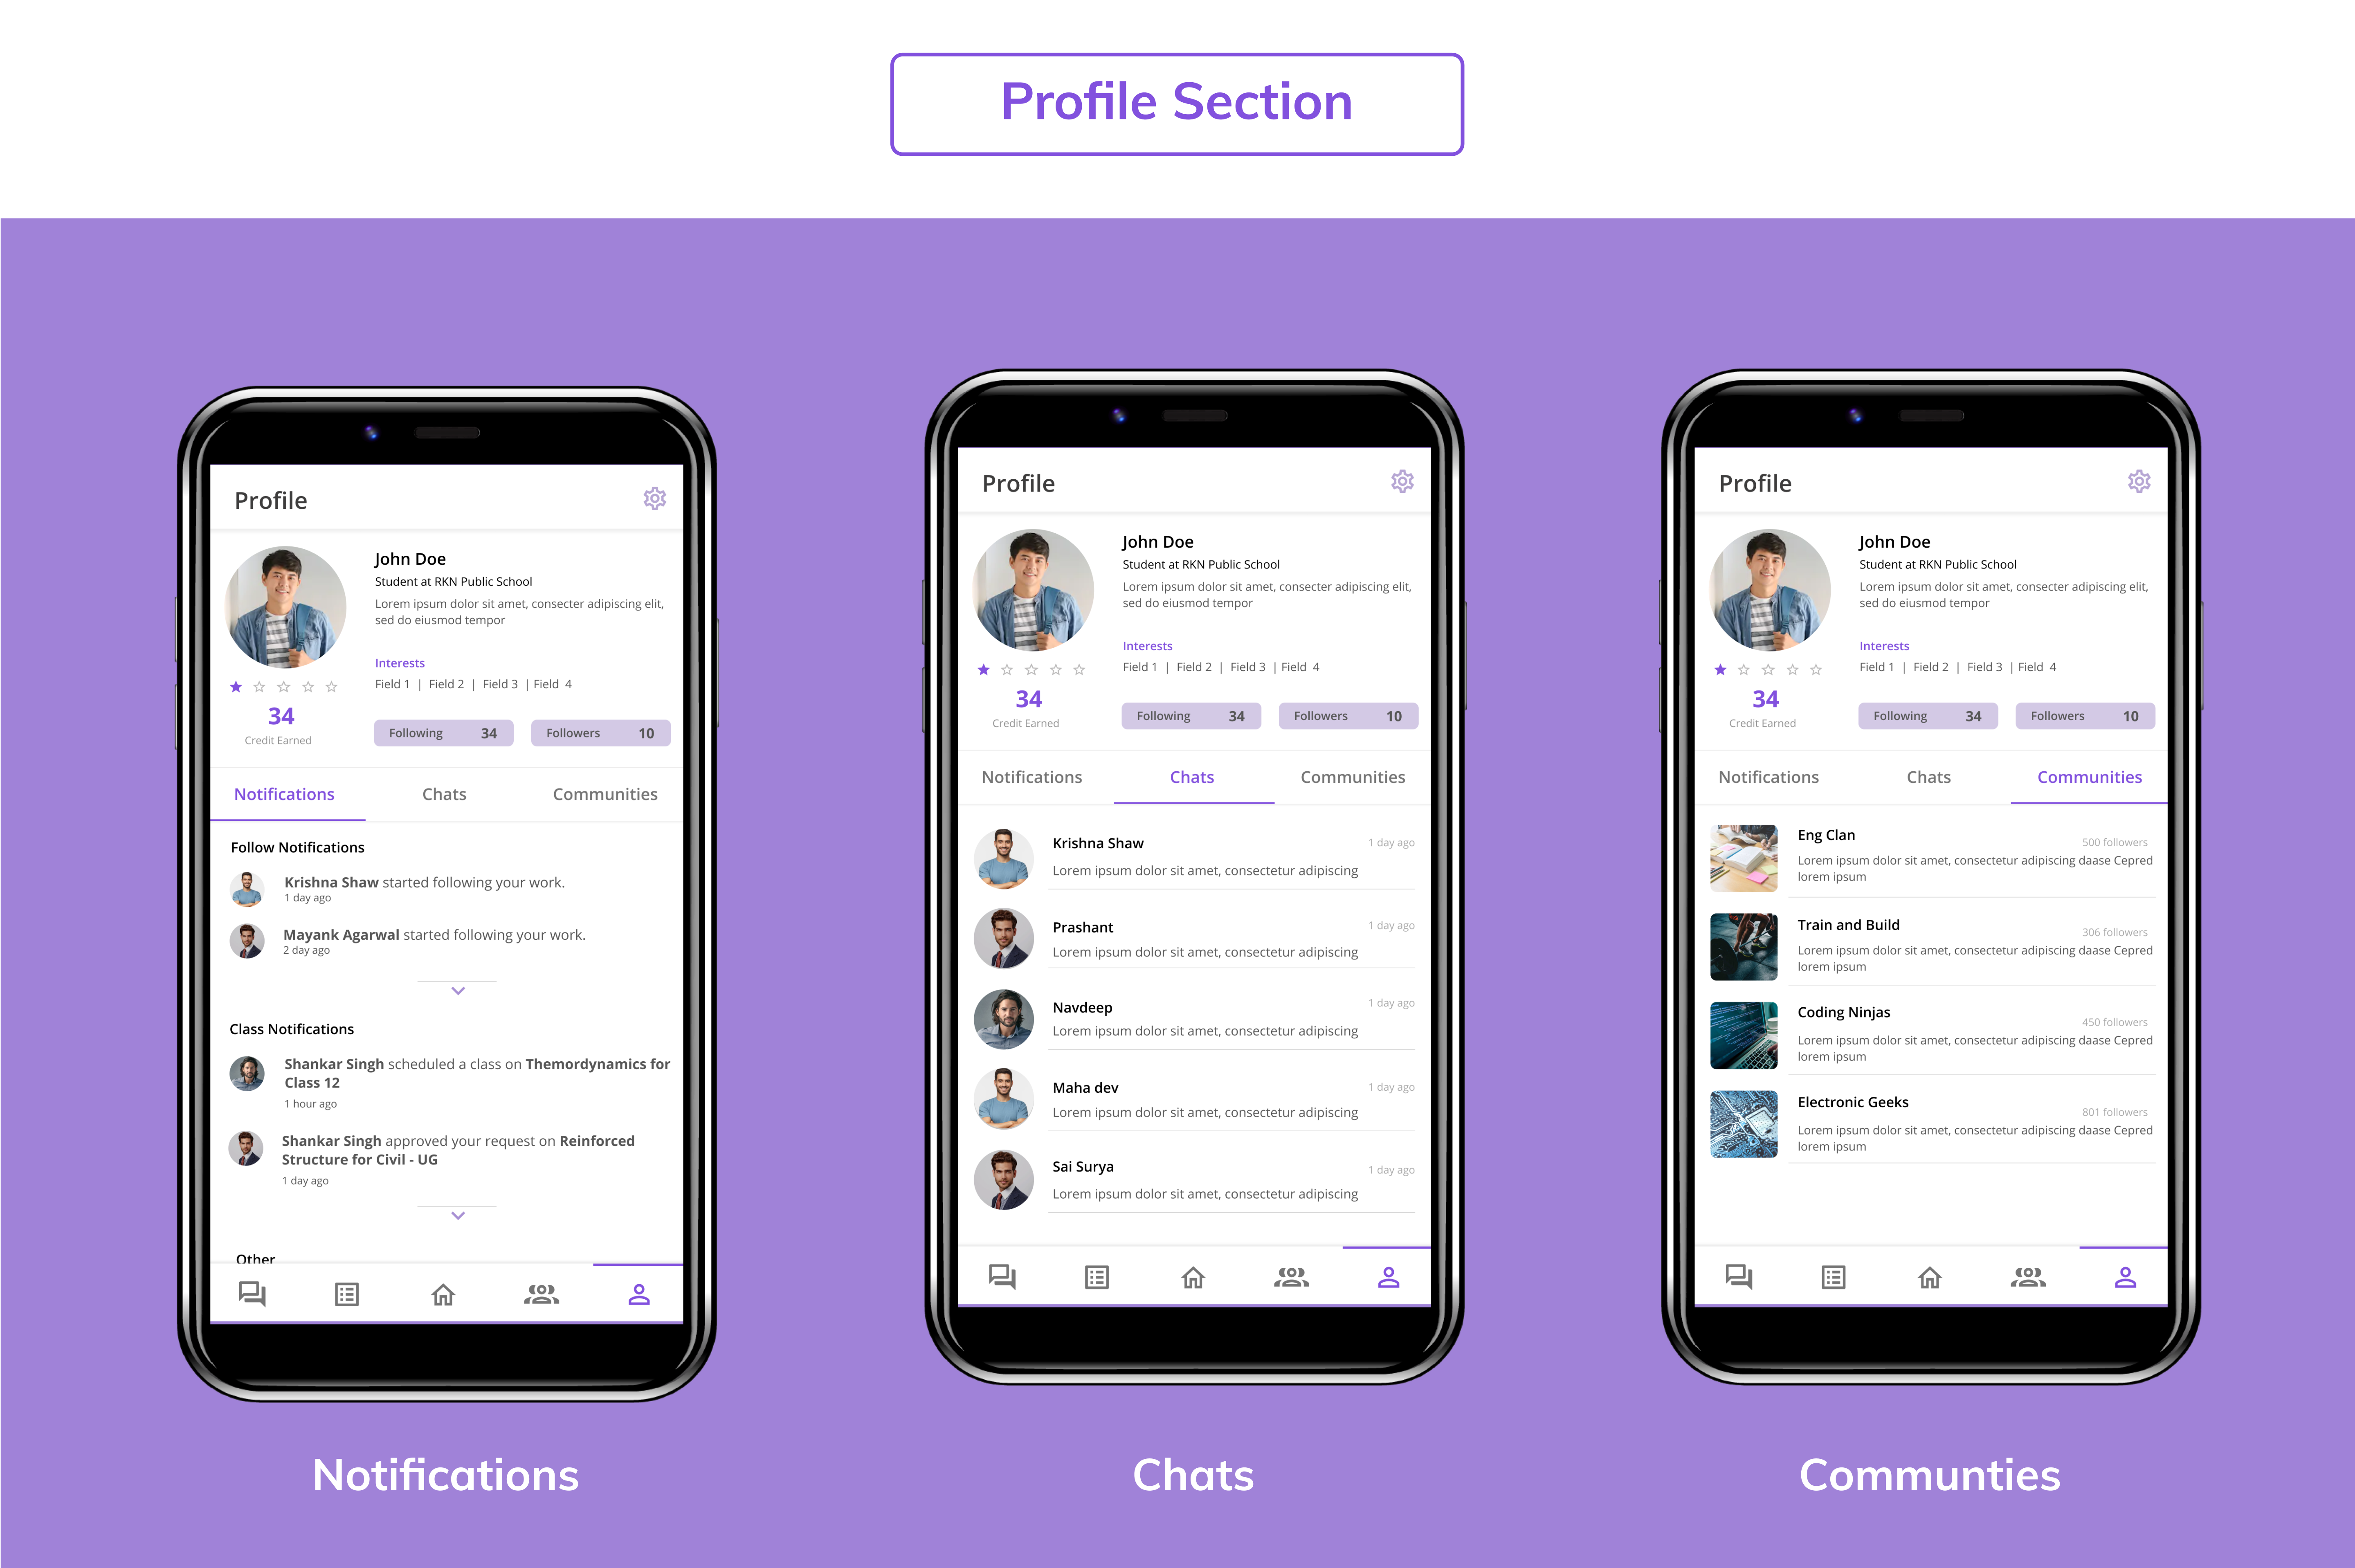 Profile Section
Profile
John Doe
Student at RKN Public School
Lorem ipsum dolor sit amet, consecter adipiscing elit,
sed do eiusmod tempor
Interests
Field 1 | Field 2 | Field 3 | Field 4
34
Credit Earned
Following 34 Followers 10
Notifications Chats Communities
Follow Notifications
Krishna Shaw started following your work.
1 day ago
Mayank Agarwal started following your work.
2 day ago
Class Notifications
Shankar Singh scheduled a class on Themordynamics for
Class 12
1 hour ago
Shankar Singh approved your request on Reinforced
Structure for Civil - UG
1 day ago
Other
Notifications
Profile
John Doe
Student at RKN Public School
Lorem ipsum dolor sit amet, consecter adipiscing elit,
sed do eiusmod tempor
Interests
Field 1 | Field 2 | Field 3 | Field 4
34
Credit Earned
Following 34 Followers 10
Notifications Chats Communities
Krishna Shaw 1 day ago
Lorem ipsum dolor sit amet, consectetur adipiscing
Prashant 1 day ago
Lorem ipsum dolor sit amet, consectetur adipiscing
Navdeep 1 day ago
Lorem ipsum dolor sit amet, consectetur adipiscing
Maha dev 1 day ago
Lorem ipsum dolor sit amet, consectetur adipiscing
Sai Surya 1 day ago
Lorem ipsum dolor sit amet, consectetur adipiscing
Chats
Profile
John Doe
Student at RKN Public School
Lorem ipsum dolor sit amet, consecter adipiscing elit,
sed do eiusmod tempor
Interests
Field 1 | Field 2 | Field 3 | Field 4
34
Credit Earned
Following 34 Followers 10
Notifications Chats Communities
Eng Clan 500 followers
Lorem ipsum dolor sit amet, consectetur adipiscing daase Cepred
lorem ipsum
Train and Build 306 followers
Lorem ipsum dolor sit amet, consectetur adipiscing daase Cepred
lorem ipsum
Coding Ninjas 450 followers
Lorem ipsum dolor sit amet, consectetur adipiscing daase Cepred
lorem ipsum
Electronic Geeks 801 followers
Lorem ipsum dolor sit amet, consectetur adipiscing daase Cepred
lorem ipsum
Communties